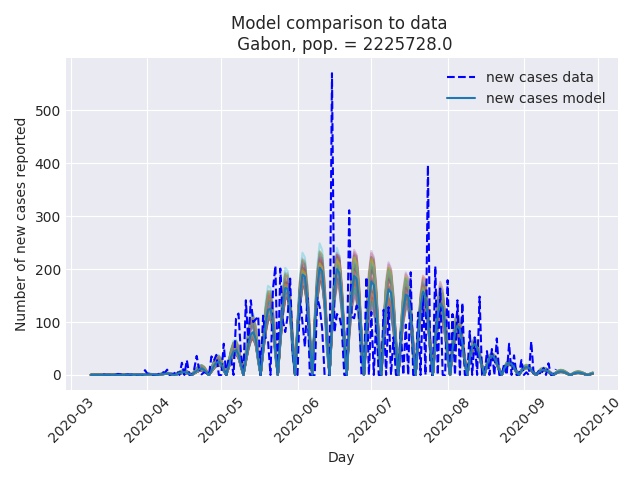 Model comparison to data
Gabon, pop. = 2225728.0
new cases data
new cases model
Number of new cases reported
500
400
300
200
100
0
2020-03
2020-04
2020-05
2020-06
2020-07
2020-08
2020-09
2020-10
Day